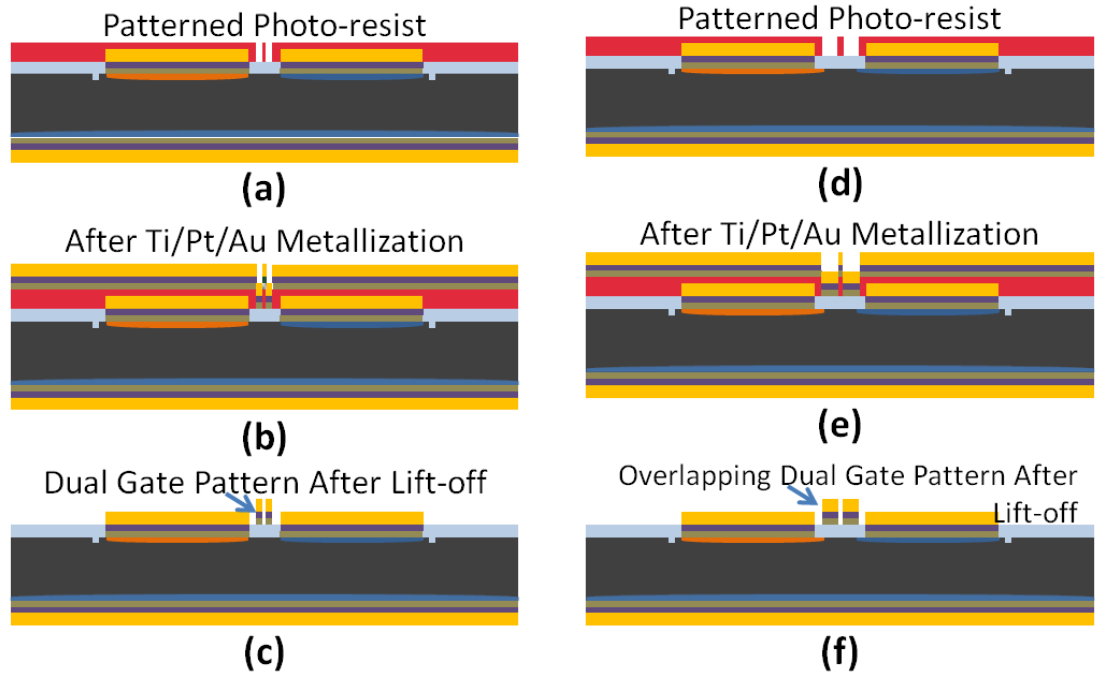 Patterned Photo-resist
(a)
After Ti/Pt/Au Metallization
(b)
Dual Gate Pattern After Lift-off
(c)
Patterned Photo-resist
(d)
After Ti/Pt/Au Metallization
(e)
Overlapping Dual Gate Pattern After
Lift-off
(f)